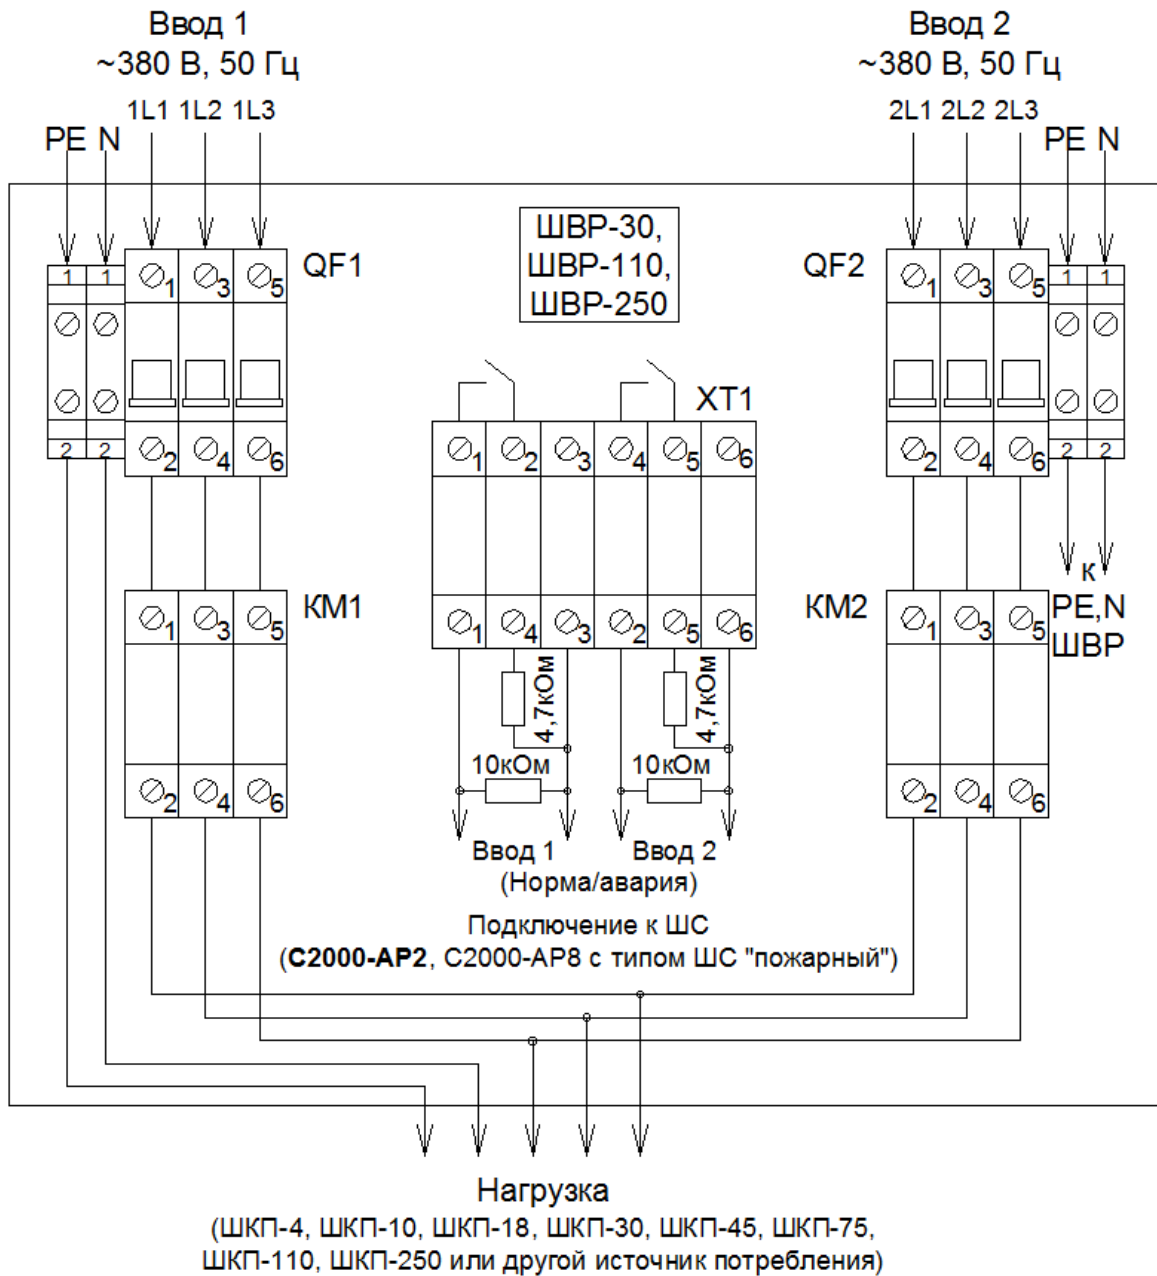 Ввод 1
~380 В, 50 Гц
Ввод 2
~380 В, 50 Гц
1L1 1L2 1L3
2L1 2L2 2L3
PE N
PE N
ШВР-30,
ШВР-110,
ШВР-250
QF1
QF2
1 1 1 3 5
1 3 5 1 1
XT1
1 2 3 4 5 6
2 2 2 4 6
2 4 6 2 2
к
PE,N
ШВР
KM1
KM2
1 3 5
1 4 3 2 5 6
1 3 5
4,7кОм
4,7кОм
10кОм
10кОм
2 4 6
2 4 6
Ввод 1
Ввод 2
(Норма/авария)
Подключение к ШС
(С2000-АР2, С2000-АР8 с типом ШС "пожарный")
Нагрузка
(ШКП-4, ШКП-10, ШКП-18, ШКП-30, ШКП-45, ШКП-75,
ШКП-110, ШКП-250 или другой источник потребления)